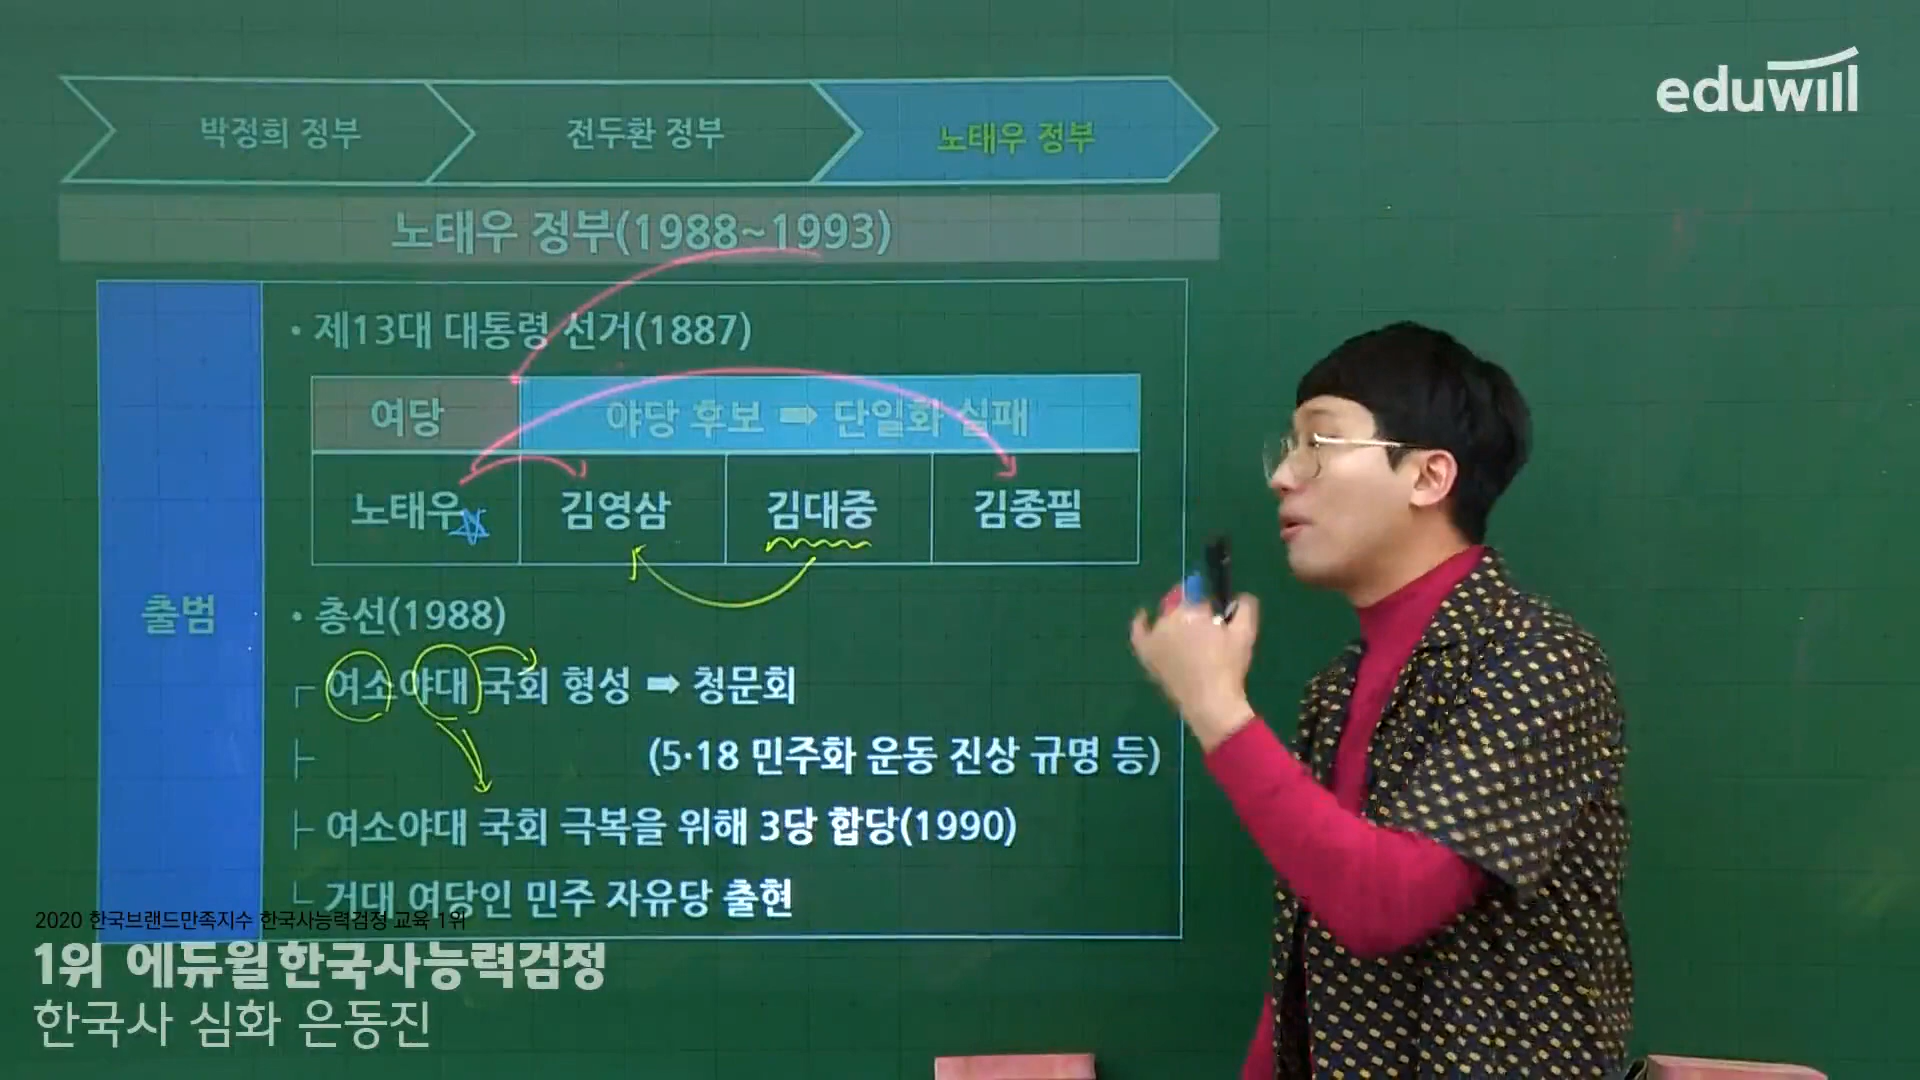 eduwill
박정희 정부
전두환 정부
노태우 정부
노태우 정부(1988~1993)
출범
• 제13대 대통령 선거(1887)
여당
야당 후보 ➡ 단일화 실패
노태우
김영삼
김대중
김종필
• 총선(1988)
여소야대 국회 형성 ➡ 청문회
(5·18 민주화 운동 진상 규명 등)
여소야대 국회 극복을 위해 3당 합당(1990)
거대 여당인 민주 자유당 출현
2020 한국브랜드만족지수 한국사능력검정 교육 1위
1위 에듀윌한국사능력검정
한국사 심화 은동진